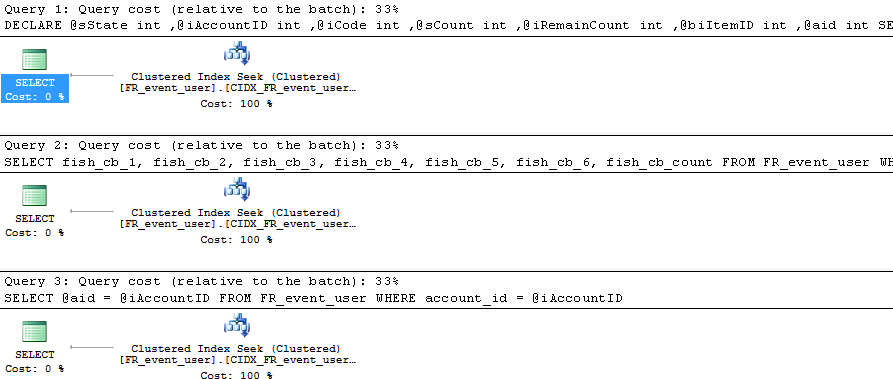 Query 1: Query cost (relative to the batch): 33%
DECLARE @sState int ,@iAccountID int ,@iCode int ,@sCount int ,@iRemainCount int ,@biItemID int ,@aid int SE
Clustered Index Seek (Clustered)
SELECT
[FR_event_user].[CIDX_FR_event_user…
Cost: 0 %
Cost: 100 %
Query 2: Query cost (relative to the batch): 33%
SELECT fish_cb_1, fish_cb_2, fish_cb_3, fish_cb_4, fish_cb_5, fish_cb_6, fish_cb_count FROM FR_event_user WH
Clustered Index Seek (Clustered)
SELECT
[FR_event_user].[CIDX_FR_event_user…
Cost: 0 %
Cost: 100 %
Query 3: Query cost (relative to the batch): 33%
SELECT @aid = @iAccountID FROM FR_event_user WHERE account_id = @iAccountID
Clustered Index Seek (Clustered)
SELECT
[FR_event_user].[CIDX_FR_event_user…
Cost: 0 %
Cost: 100 %